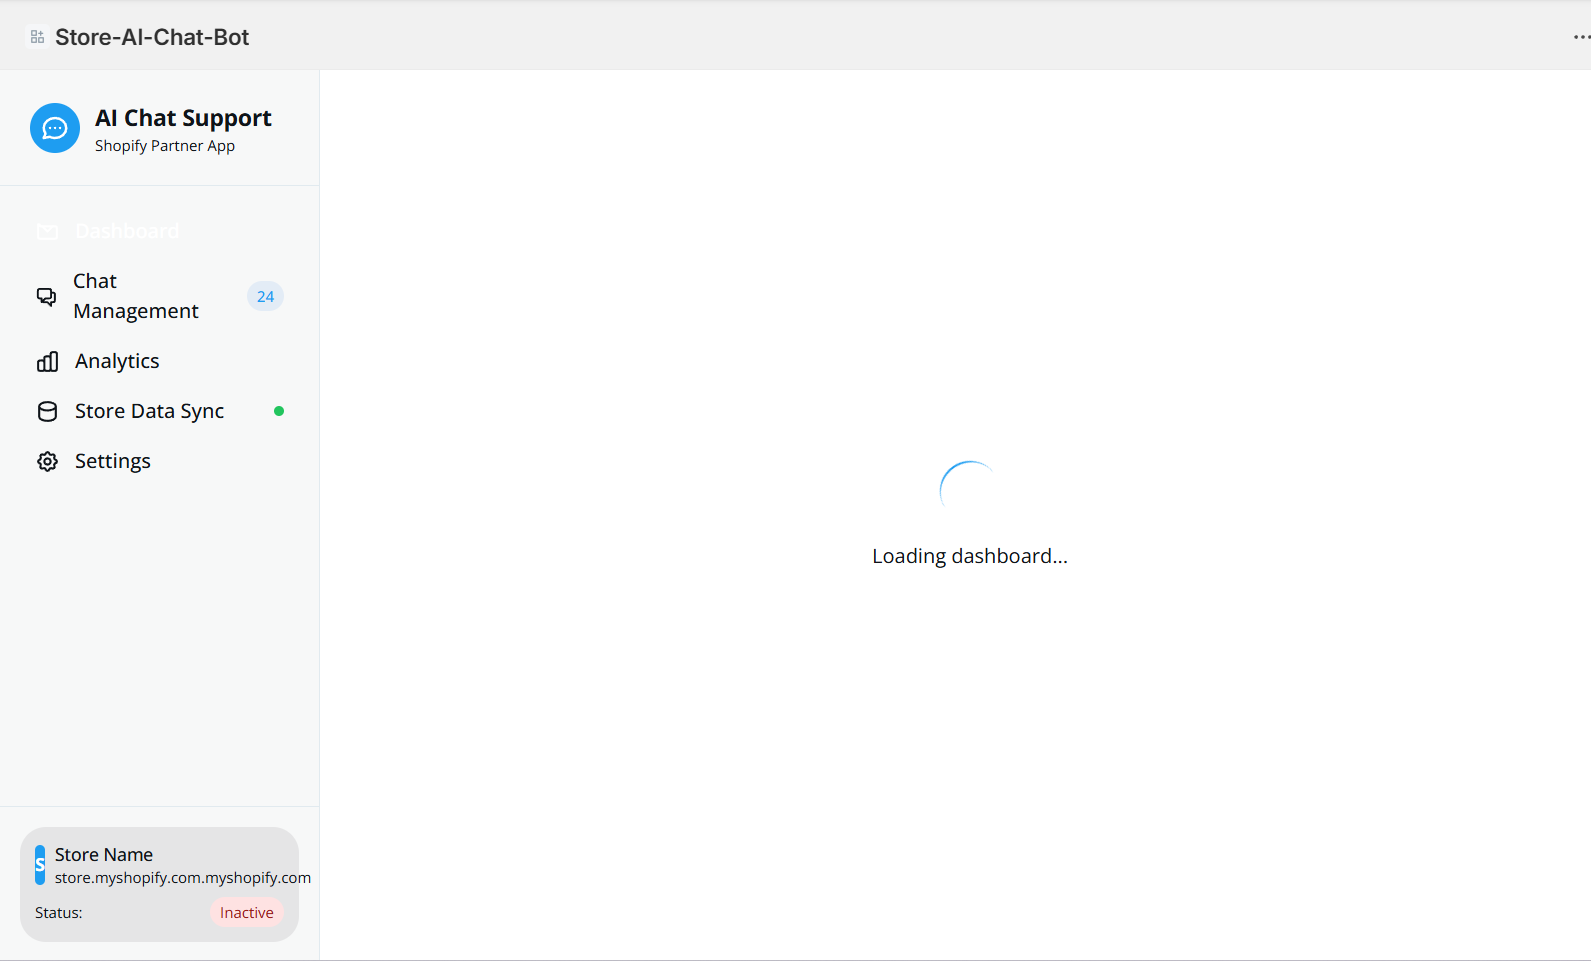 Store-AI-Chat-Bot
AI Chat Support
Shopify Partner App
Dashboard
Chat
Management
24
Analytics
Store Data Sync
Settings
Loading dashboard...
S
Store Name
store.myshopify.com.myshopify.com
Status:
Inactive